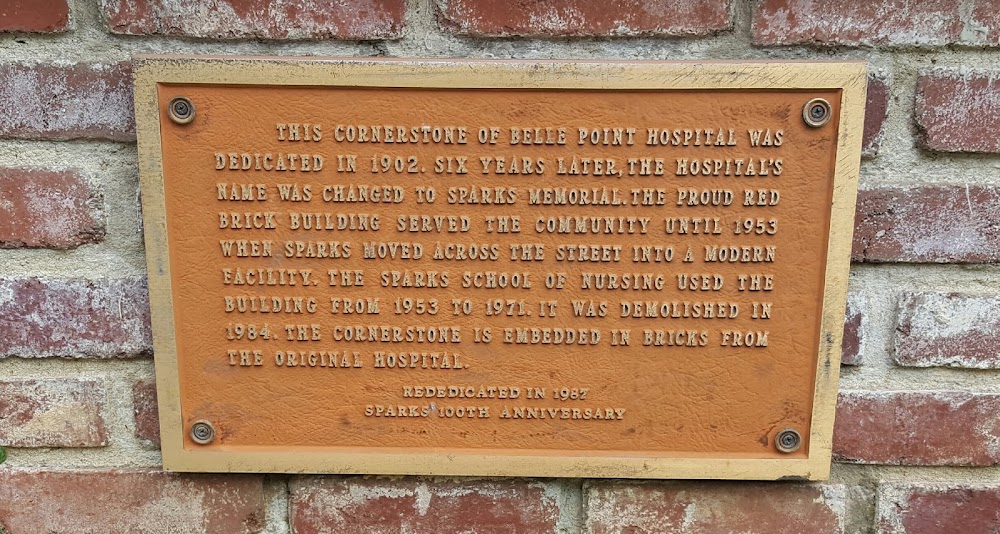 THIS CORNERSTONE OF BELLE POINT HOSPITAL WAS
DEDICATED IN 1902. SIX YEARS LATER, THE HOSPITAL'S
NAME WAS CHANGED TO SPARKS MEMORIAL. THE PROUD RED
BRICK BUILDING SERVED THE COMMUNITY UNTIL 1953
WHEN SPARKS MOVED ACROSS THE STREET INTO A MODERN
FACILITY. THE SPARKS SCHOOL OF NURSING USED THE
BUILDING FROM 1953 TO 1971. IT WAS DEMOLISHED IN
1984. THE CORNERSTONE IS EMBEDDED IN BRICKS FROM
THE ORIGINAL HOSPITAL.
REDEDICATED IN 1987
SPARKS' 100TH ANNIVERSARY